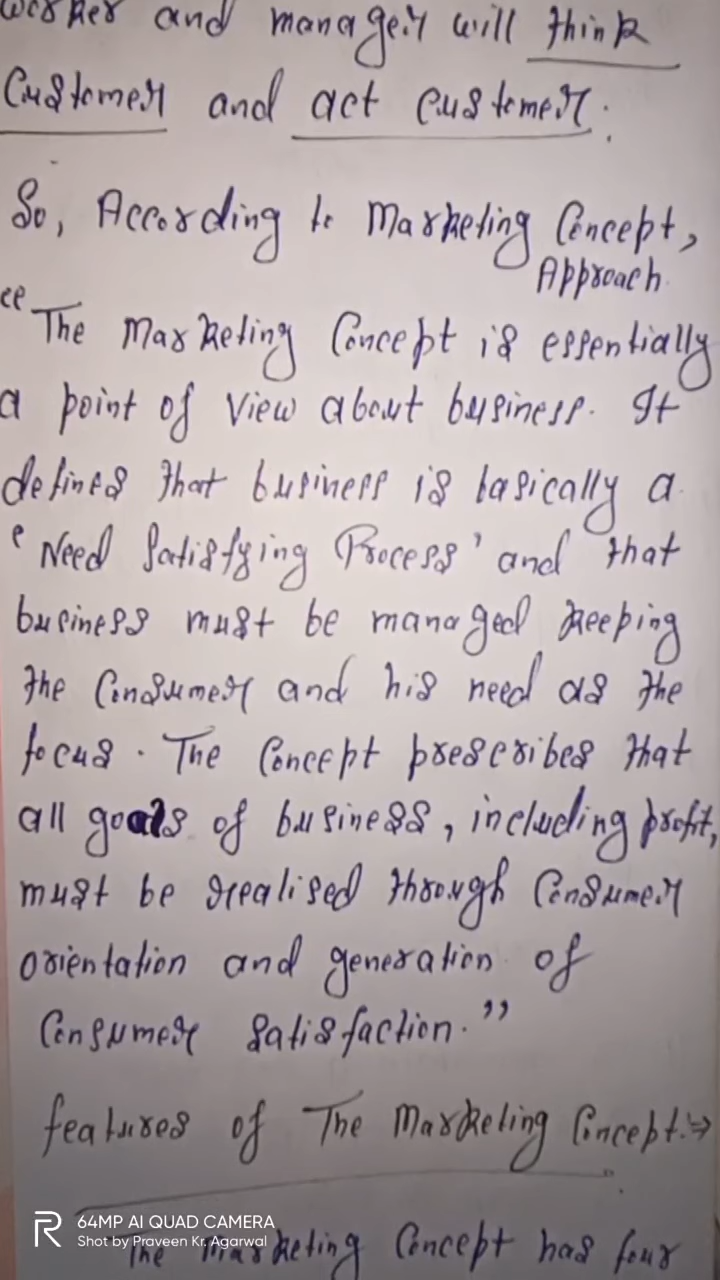 worker and manager will think
Customer and act customer.
So, According to Marketing Concept,
Approach
"The Marketing Concept is essentially
a point of view about business. It
defines that business is basically a
'Need Satisfying Process' and that
business must be managed keeping
the Consumer and his need as the
focus. The Concept prescribes that
all goals of business, including profit,
must be realised through Consumer
orientation and generation of
Consumer Satisfaction."
features of The Marketing Concept:⇒
The Marketing Concept has four
64MP AI QUAD CAMERA
Shot by Praveen Kr. Agarwal